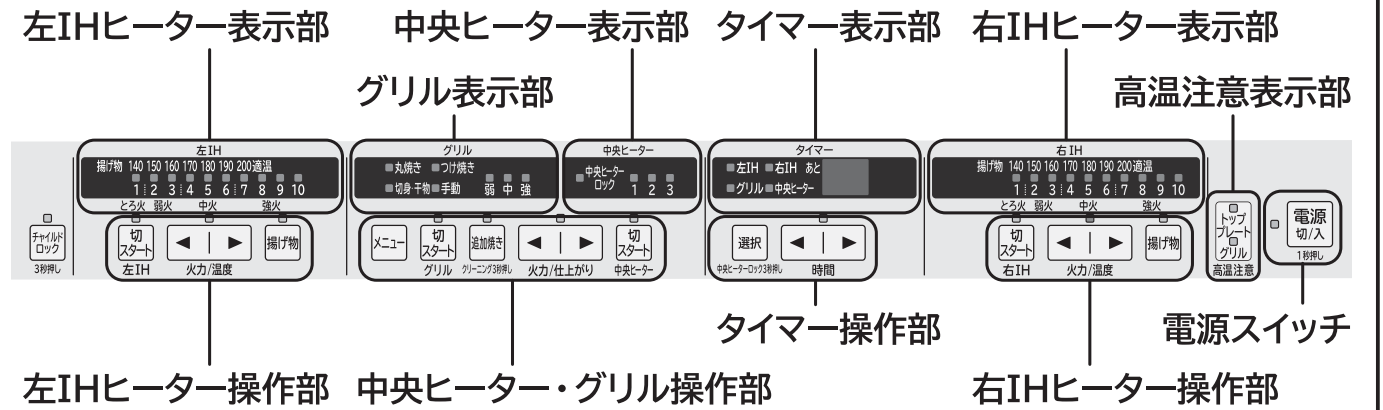 左IHヒーター表示部
中央ヒーター表示部
タイマー表示部
右IHヒーター表示部
グリル表示部
高温注意表示部
左IH
揚げ物 140 150 160 170 180 190 200適温
1 2 3 4 5 6 7 8 9 10
とろ火 弱火 中火 強火
グリル
丸焼き つけ焼き
切身・干物 手動 弱 中 強
中央ヒーター
中央ヒーター
ロック 1 2 3
タイマー
左IH 右IH あと
グリル 中央ヒーター
右IH
揚げ物 140 150 160 170 180 190 200適温
1 2 3 4 5 6 7 8 9 10
とろ火 弱火 中火 強火
チャイルド
ロック
3秒押し
切
スタート
左IH
◀ ▶
火力/温度
揚げ物
メニュー
切
スタート
グリル
追加焼き
クリーニング3秒押し
◀ ▶
火力/仕上がり
切
スタート
中央ヒーター
選択
中央ヒーターロック3秒押し
◀ ▶
時間
切
スタート
右IH
◀ ▶
火力/温度
揚げ物
トップ
プレート
グリル
高温注意
電源
切/入
1秒押し
タイマー操作部
電源スイッチ
左IHヒーター操作部
中央ヒーター・グリル操作部
右IHヒーター操作部